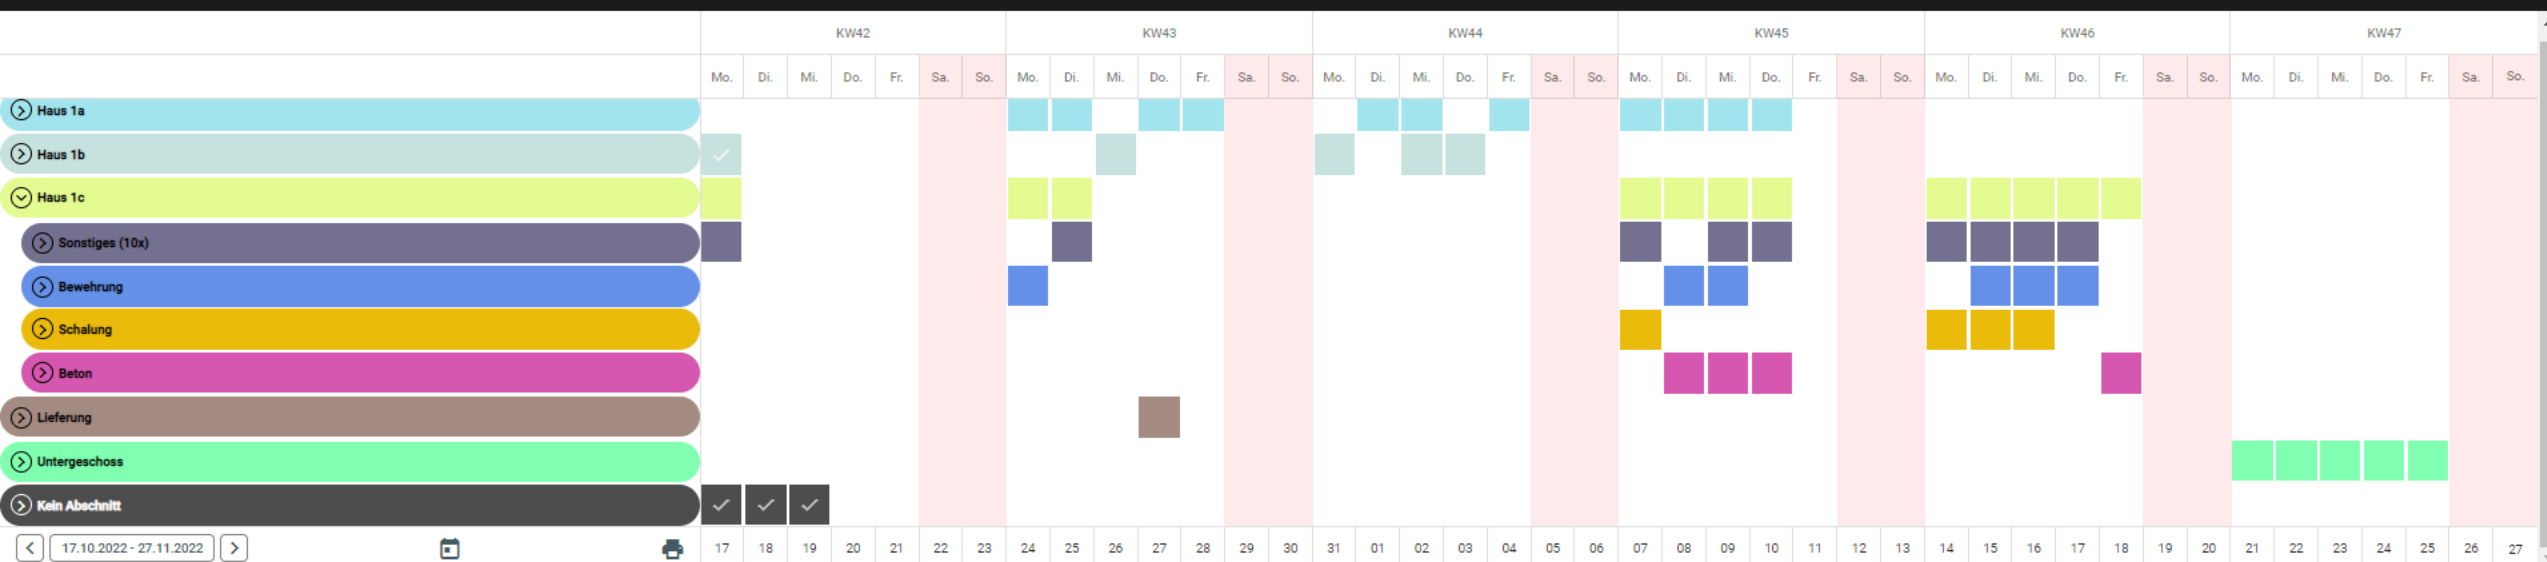 KW42 KW43 KW44 KW45 KW46 KW47
Mo. Di. Mi. Do. Fr. Sa. So. Mo. Di. Mi. Do. Fr. Sa. So. Mo. Di. Mi. Do. Fr. Sa. So. Mo. Di. Mi. Do. Fr. Sa. So. Mo. Di. Mi. Do. Fr. Sa. So. Mo. Di. Mi. Do. Fr. Sa. So.
Haus 1a
Haus 1b
Haus 1c
Sonstiges (10x)
Bewehrung
Schalung
Beton
Lieferung
Untergeschoss
Kein Abschnitt
17.10.2022 - 27.11.2022 17 18 19 20 21 22 23 24 25 26 27 28 29 30 31 01 02 03 04 05 06 07 08 09 10 11 12 13 14 15 16 17 18 19 20 21 22 23 24 25 26 27